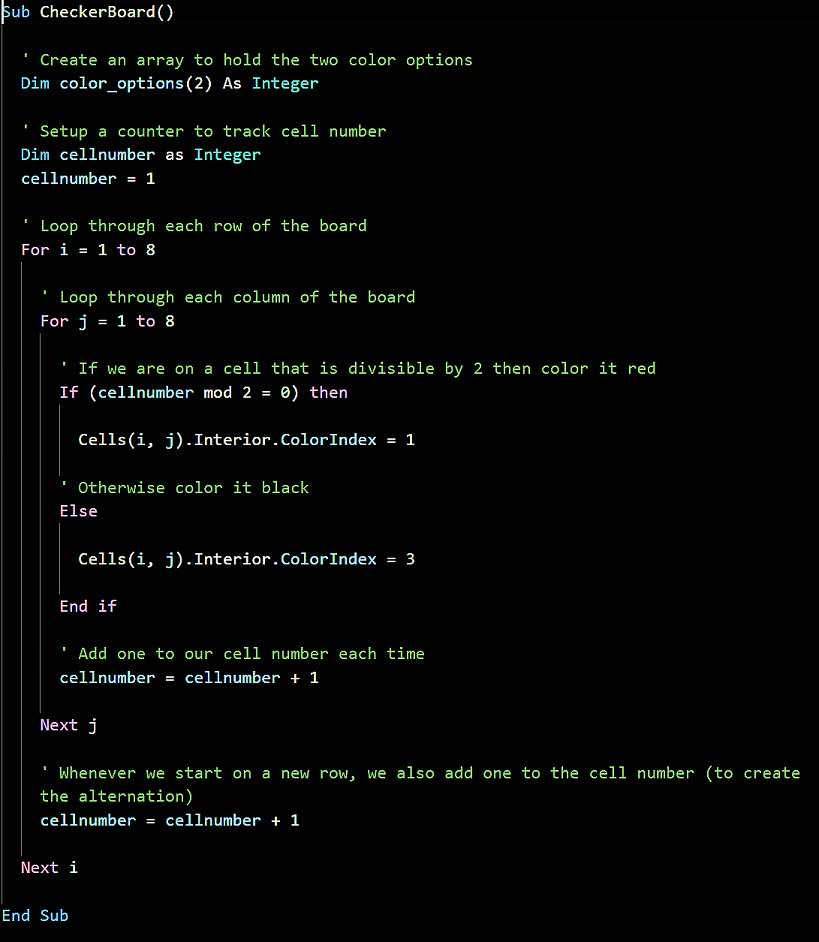 Sub CheckerBoard()
' Create an array to hold the two color options
Dim color_options(2) As Integer
' Setup a counter to track cell number
Dim cellnumber as Integer
cellnumber = 1
' Loop through each row of the board
For i = 1 to 8
' Loop through each column of the board
For j = 1 to 8
' If we are on a cell that is divisible by 2 then color it red
If (cellnumber mod 2 = 0) then
Cells(i, j).Interior.ColorIndex = 1
' Otherwise color it black
Else
Cells(i, j).Interior.ColorIndex = 3
End if
' Add one to our cell number each time
cellnumber = cellnumber + 1
Next j
' Whenever we start on a new row, we also add one to the cell number (to create
the alternation)
cellnumber = cellnumber + 1
Next i
End Sub